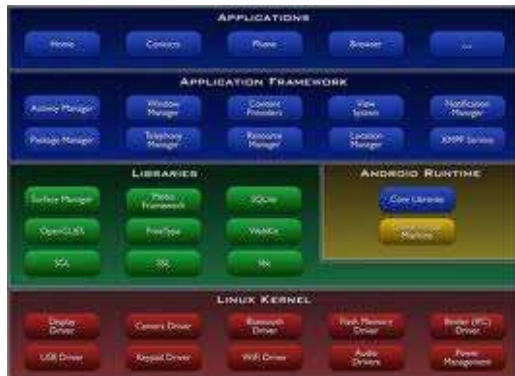 APPLICATIONS
Home Contacts Phone Browser ...
APPLICATION FRAMEWORK
Activity Manager Window Manager Content Providers View System Notification Manager
Package Manager Telephony Manager Resource Manager Location Manager XMPP Service
LIBRARIES ANDROID RUNTIME
Surface Manager Media Framework SQLite Core Libraries
OpenGL|ES FreeType WebKit Machine
SGL SSL libc
LINUX KERNEL
Display Driver Camera Driver Bluetooth Driver Flash Memory Driver Binder (IPC) Driver
USB Driver Keypad Driver WiFi Driver Audio Drivers Power Management